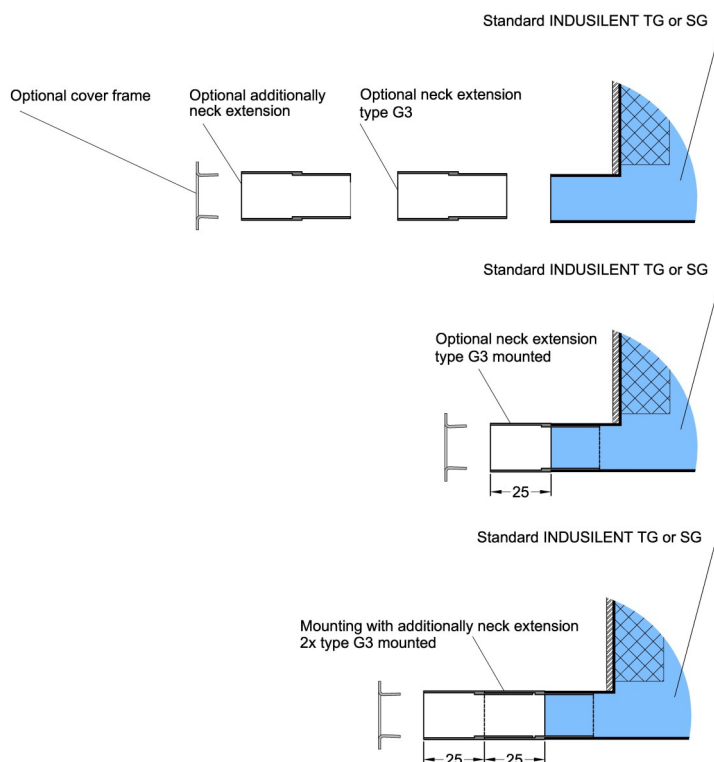 Standard INDUSILENT TG or SG
Optional cover frame
Optional additionally
neck extension
Optional neck extension
type G3
Standard INDUSILENT TG or SG
Optional neck extension
type G3 mounted
25
Standard INDUSILENT TG or SG
Mounting with additionally neck extension
2x type G3 mounted
25
25